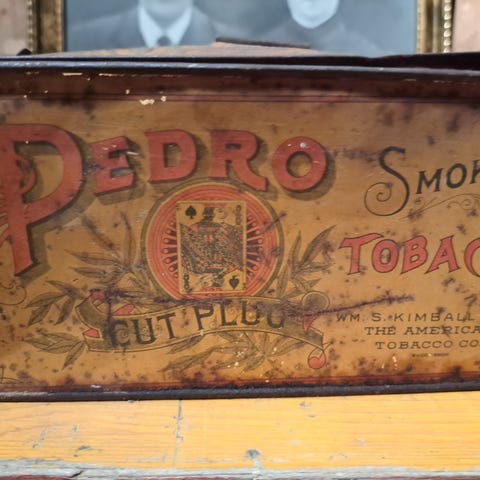 PEDRO
SMOK
TOBAC
CUT PLUG
WM. S. KIMBALL
THE AMERICA
TOBACCO CO.